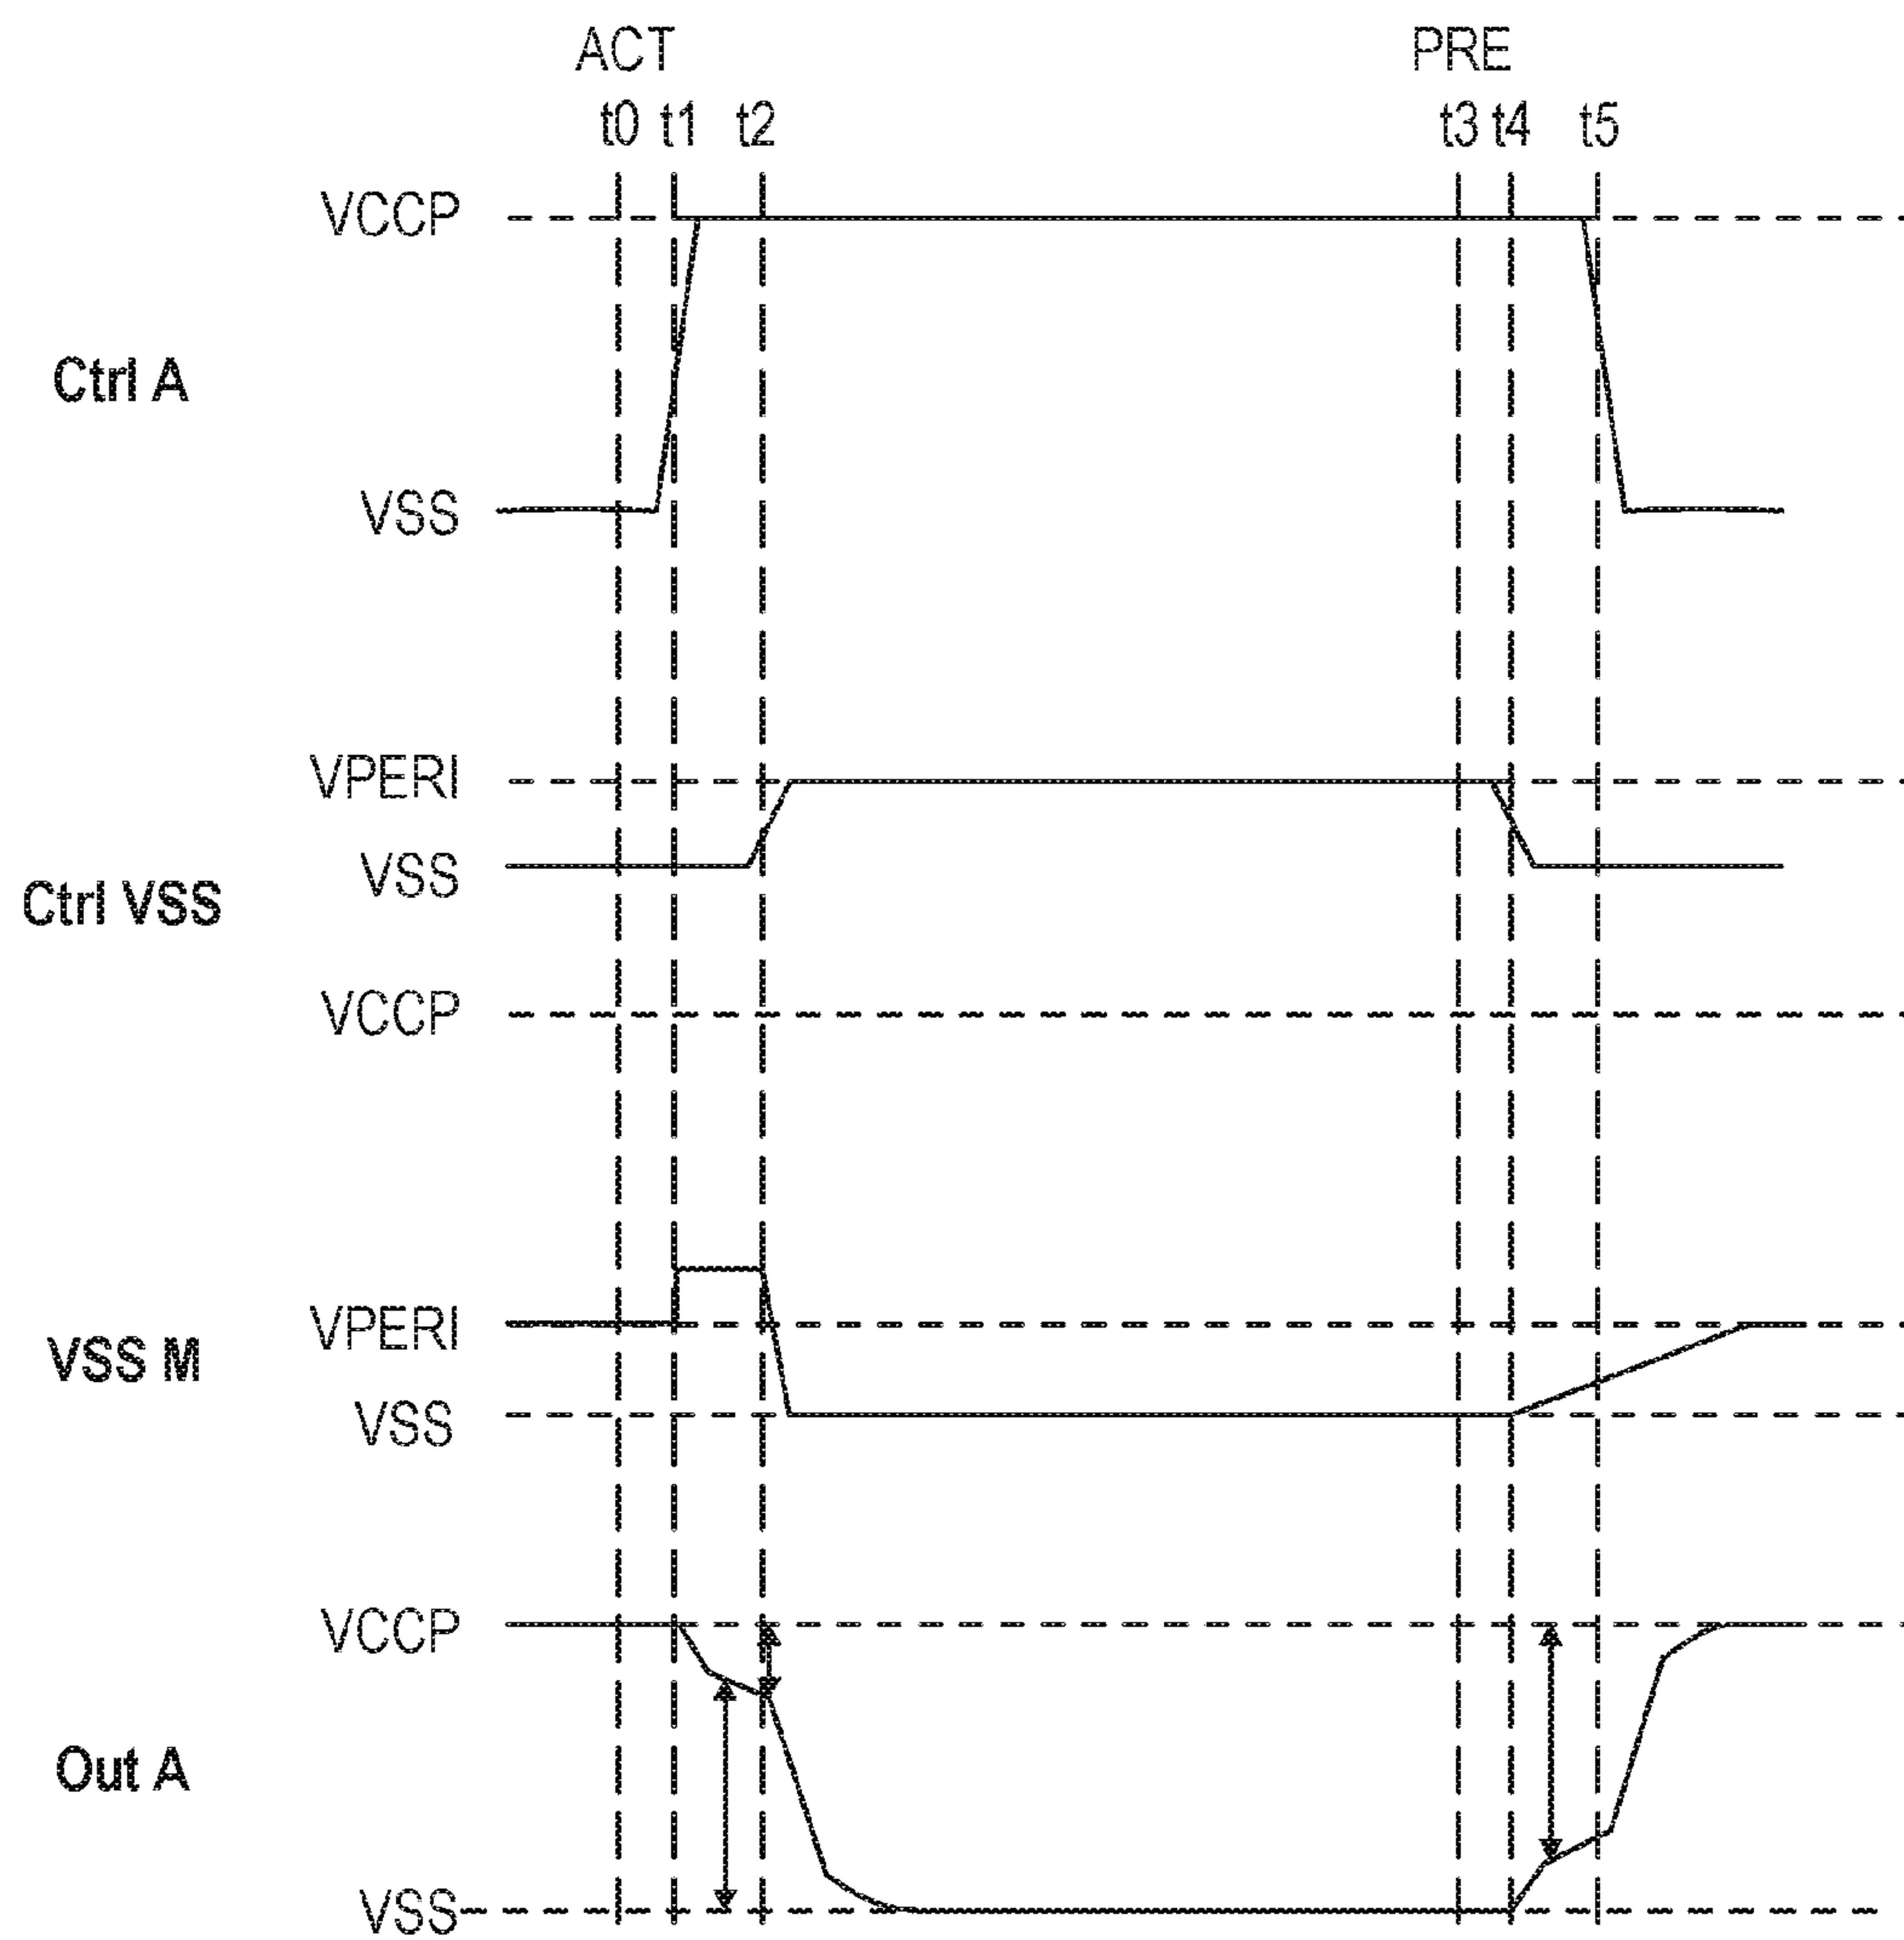 ACT PRE
t0 t1 t2 t3 t4 t5
VCCP
Ctrl A
VSS
VPERI
VSS
Ctrl VSS
VCCP
VPERI
VSS M
VSS
VCCP
Out A
VSS